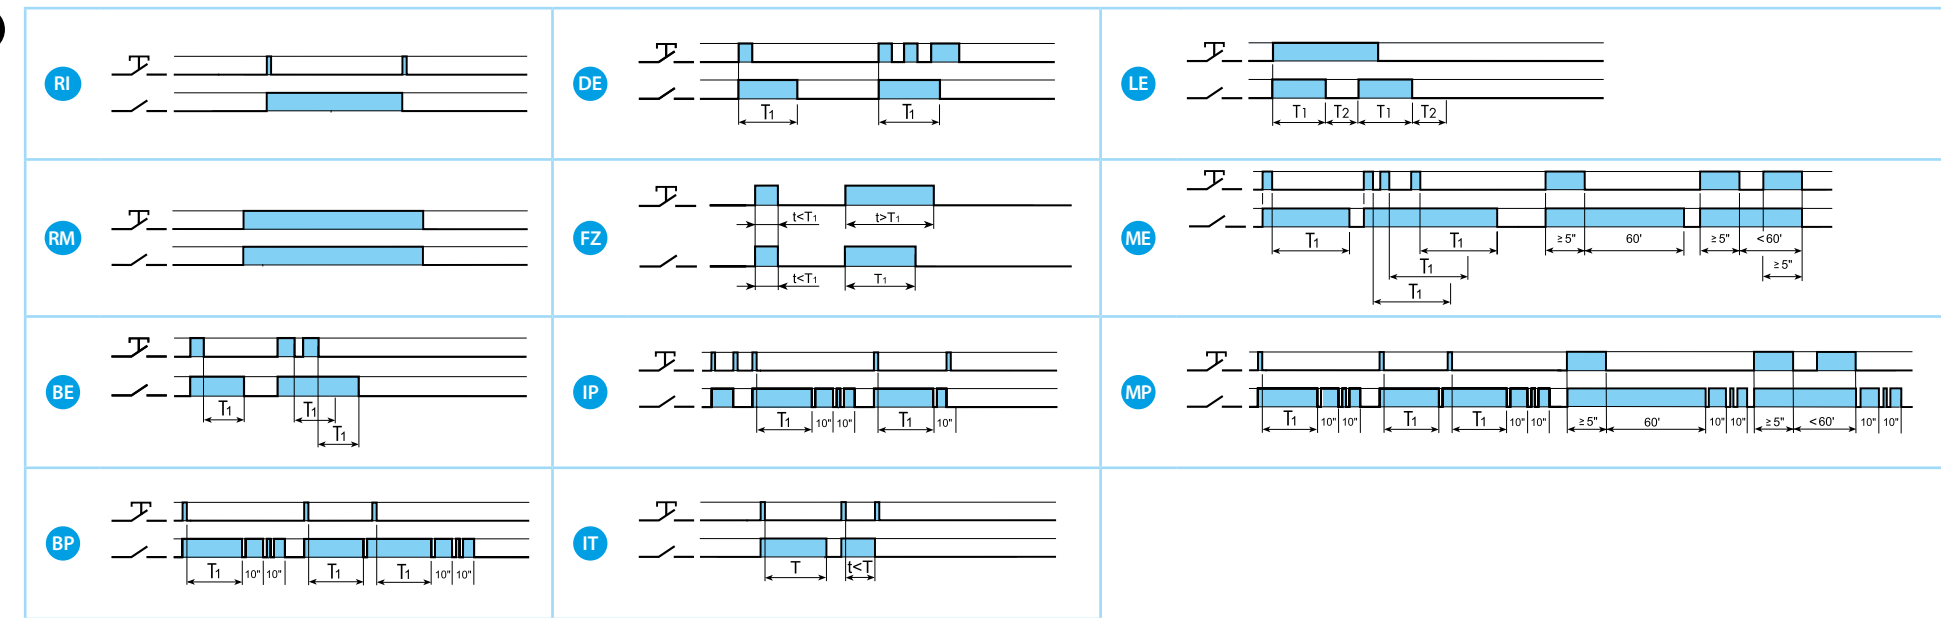 RI
DE
T1 T1
LE
T1 T2 T1 T2
RM
FZ
t<T1 t>T1
t<T1 T1
ME
T1 T1 ≥5" 60' ≥5" <60'
T1 ≥5"
T1
BE
T1 T1
T1
IP
T1 10" 10" T1 10"
MP
T1 10" 10" T1 T1 10" 10" ≥5" 60' 10" 10" ≥5" <60' 10" 10"
BP
T1 10" 10" T1 T1 10" 10"
IT
T t<T